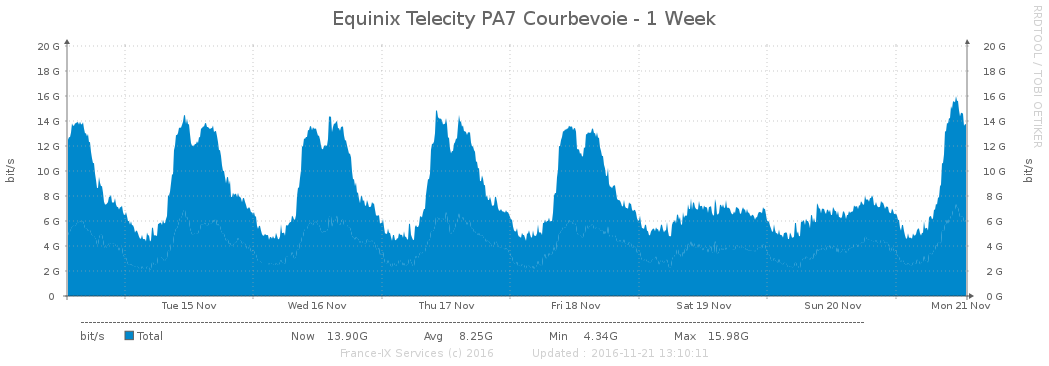 Equinix Telecity PA7 Courbevoie - 1 Week
RRDTOOL / TOBI OETIKER
bit/s
20 G 20 G
18 G 18 G
16 G 16 G
14 G 14 G
12 G 12 G
10 G 10 G
8 G 8 G
6 G 6 G
4 G 4 G
2 G 2 G
0 0 G
bit/s
Tue 15 Nov Wed 16 Nov Thu 17 Nov Fri 18 Nov Sat 19 Nov Sun 20 Nov Mon 21 Nov
bit/s Total Now 13.90G Avg 8.25G Min 4.34G Max 15.98G
France-IX Services (c) 2016 Updated : 2016-11-21 13:10:11